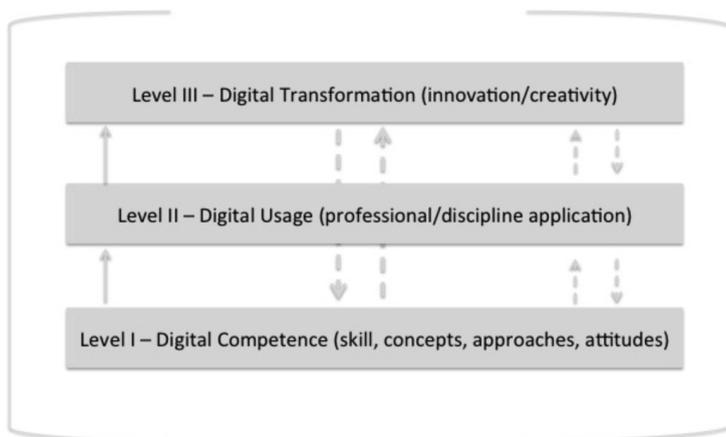 Level III – Digital Transformation (innovation/creativity)
Level II – Digital Usage (professional/discipline application)
Level I – Digital Competence (skill, concepts, approaches, attitudes)